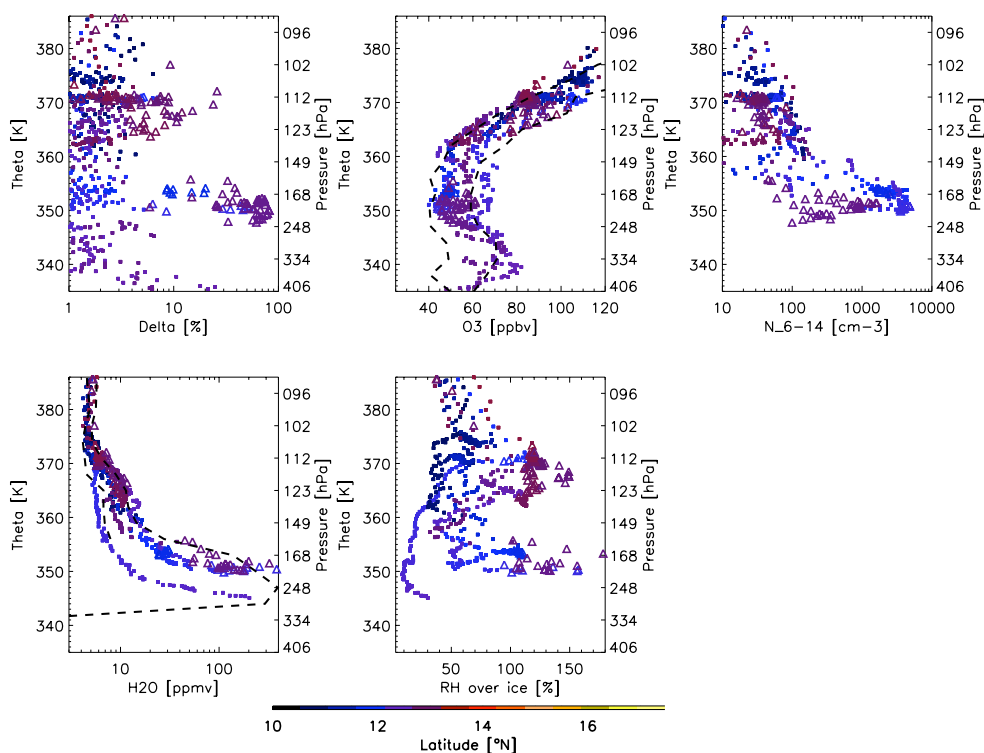 380 370 360 350 340
Theta [K]
1 10 100
Delta [%]
096 102 112 123 149 168 248 334 406
Pressure [hPa]
380 370 360 350 340
Theta [K]
40 60 80 100
O3 [ppbv]
096 102 112 123 149 168 248 334 406
Pressure [hPa]
380 370 360 350 340
Theta [K]
10 100 1000 10000
N_6-14 [cm-3]
096 102 112 123 149 168 248 334 406
Pressure [hPa]
380 370 360 350 340
Theta [K]
10 100
H2O [ppmv]
096 102 112 123 149 168 248 334 406
Pressure [hPa]
380 370 360 350 340
Theta [K]
50 100 150
RH over ice [%]
096 102 112 123 149 168 248 334 406
Pressure [hPa]
10 12 14 16
Latitude [°N]